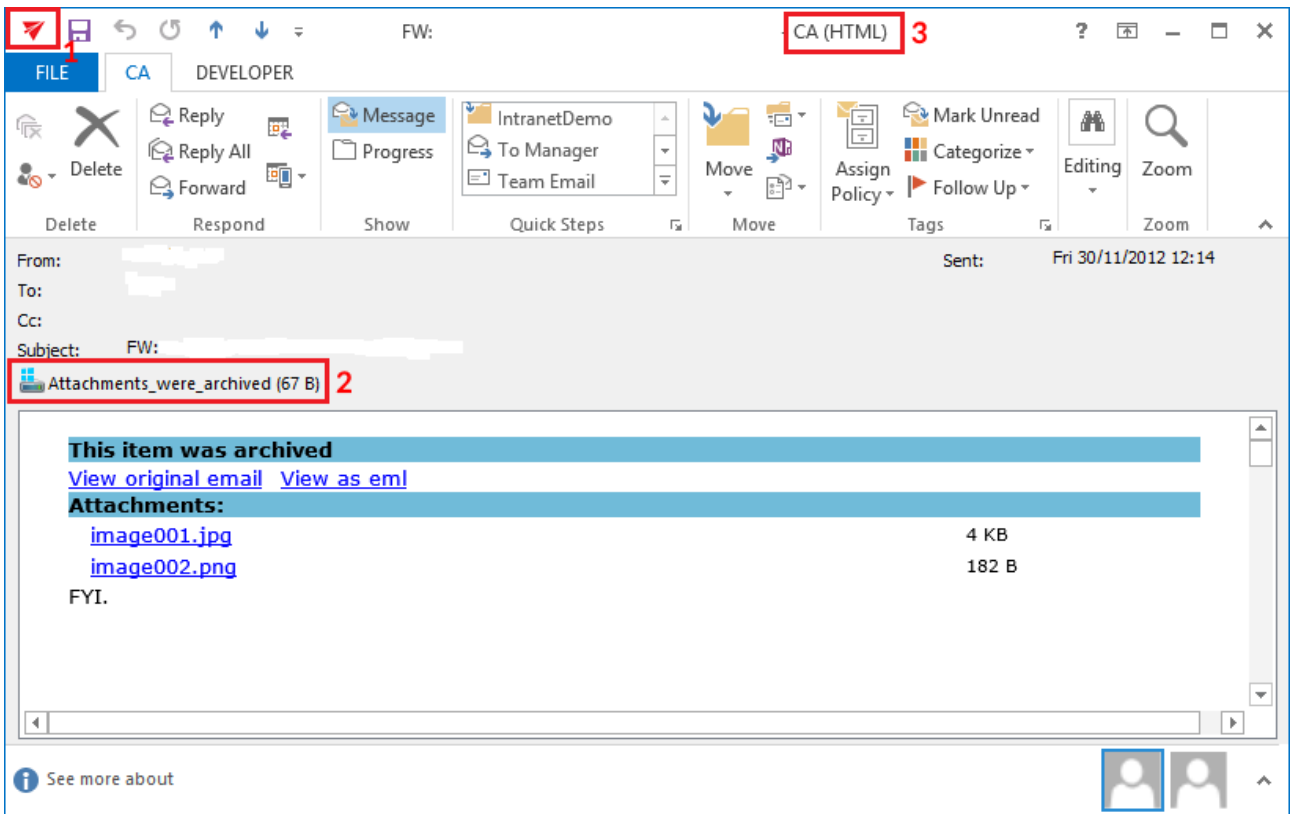 1
FW:
- CA (HTML) 3
?
FILE CA DEVELOPER
Delete
Reply
Reply All
Forward
Message
Progress
IntranetDemo
To Manager
Team Email
Move
Assign
Policy
Mark Unread
Categorize
Follow Up
Editing
Zoom
Delete Respond Show Quick Steps Move Tags Zoom
From:
Sent: Fri 30/11/2012 12:14
To:
Cc:
Subject: FW:
Attachments_were_archived (67 B) 2
This item was archived
View original email View as eml
Attachments:
image001.jpg 4 KB
image002.png 182 B
FYI.
See more about